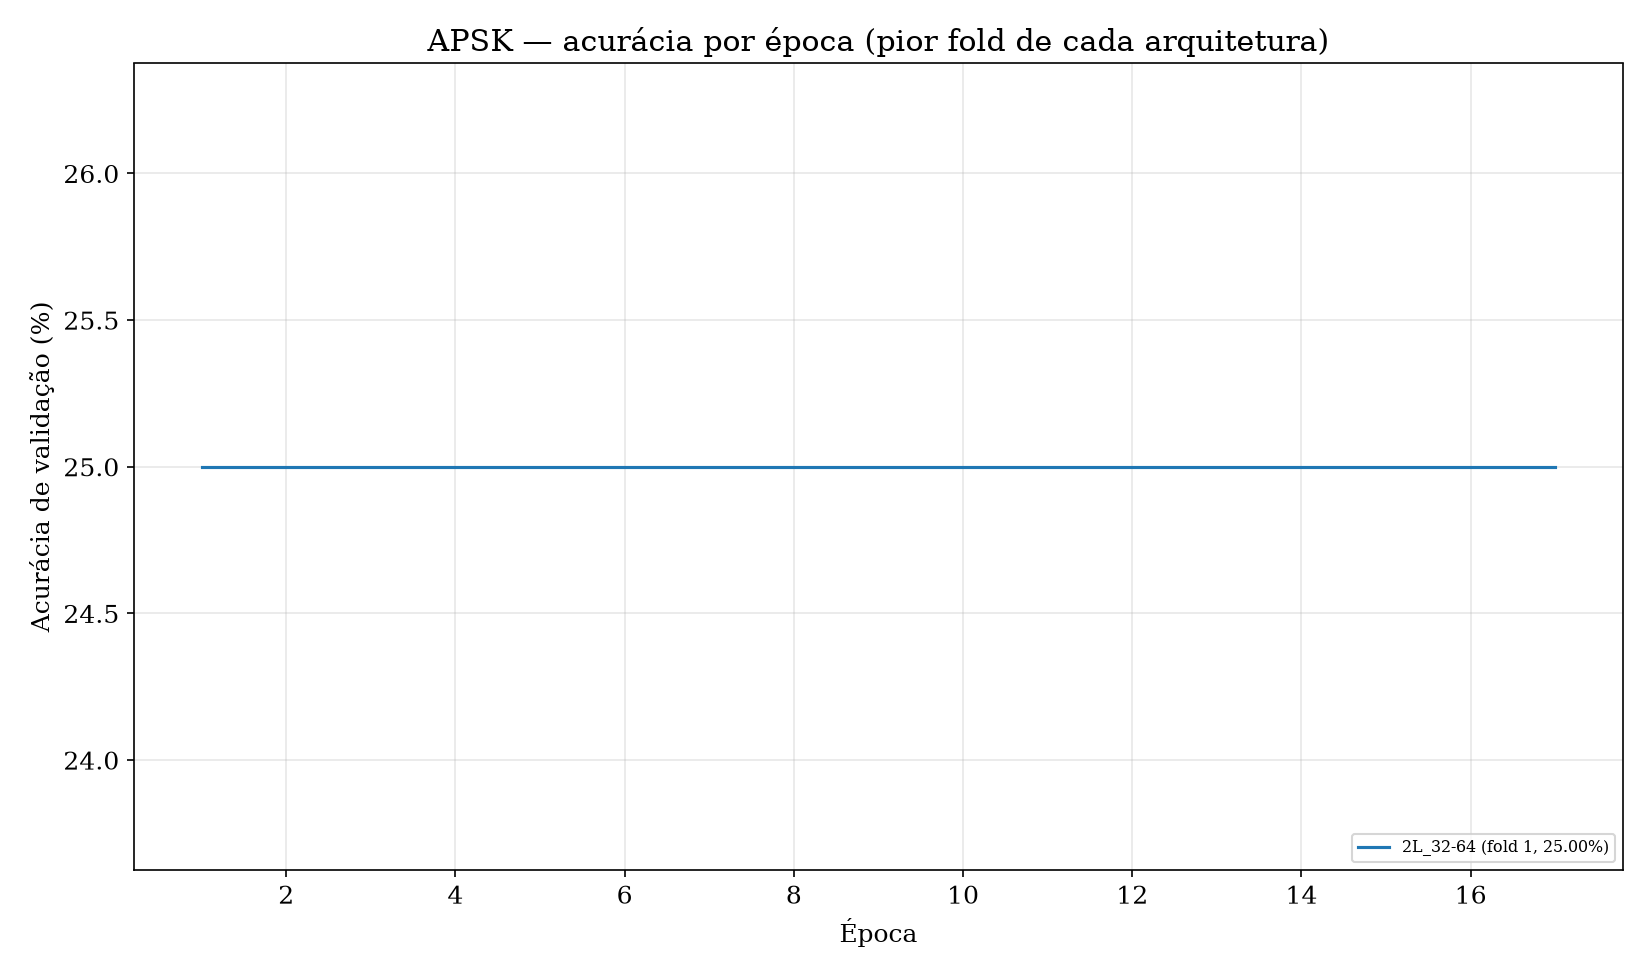 APSK — acurácia por época (pior fold de cada arquitetura)
Acurácia de validação (%)
26.0
25.5
25.0
24.5
24.0
2L_32-64 (fold 1, 25.00%)
2 4 6 8 10 12 14 16
Época